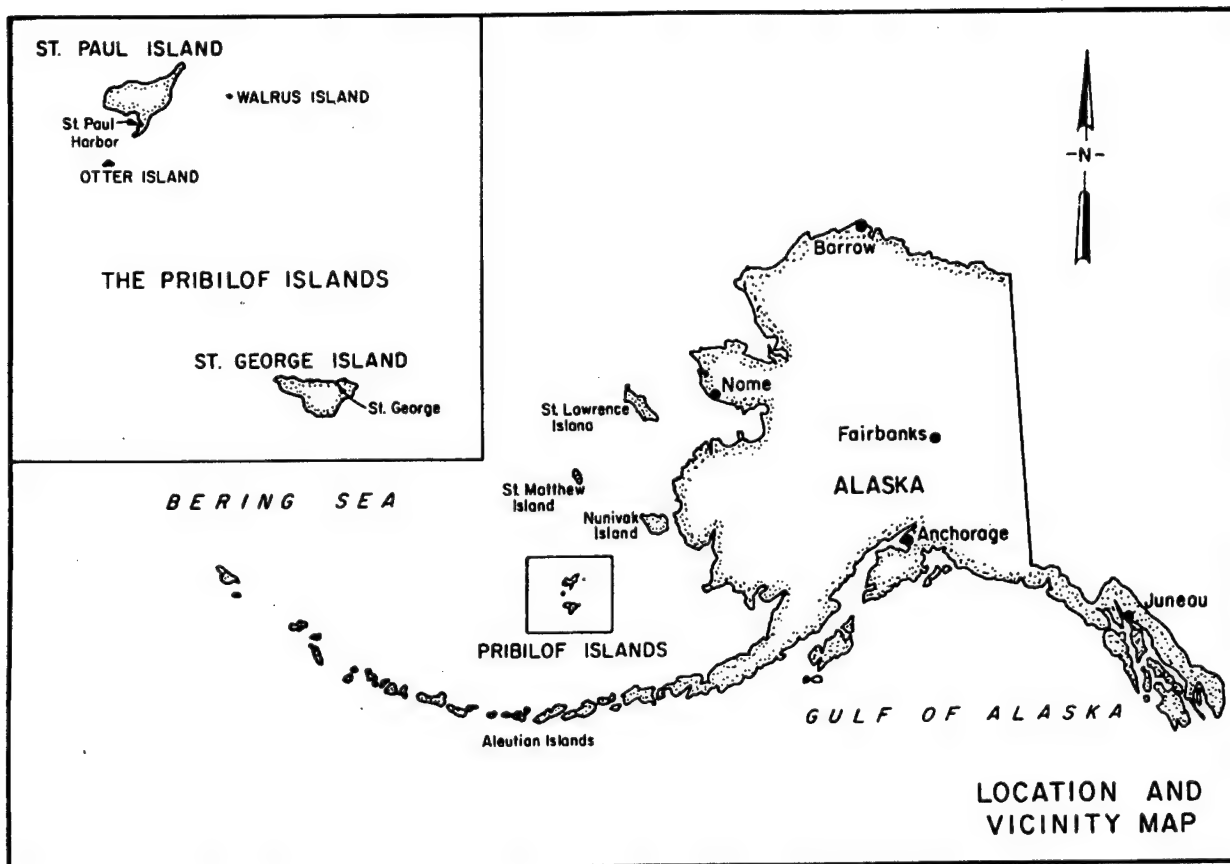 ST. PAUL ISLAND
WALRUS ISLAND
St. Paul
Harbor
OTTER ISLAND
THE PRIBILOF ISLANDS
ST. GEORGE ISLAND
St. George
-N-
Barrow
Nome
St. Lawrence
Island
Fairbanks
ALASKA
St. Matthew
Island
Nunivak
Island
BERING SEA
Anchorage
Juneau
PRIBILOF ISLANDS
GULF OF ALASKA
Aleutian Islands
LOCATION AND
VICINITY MAP